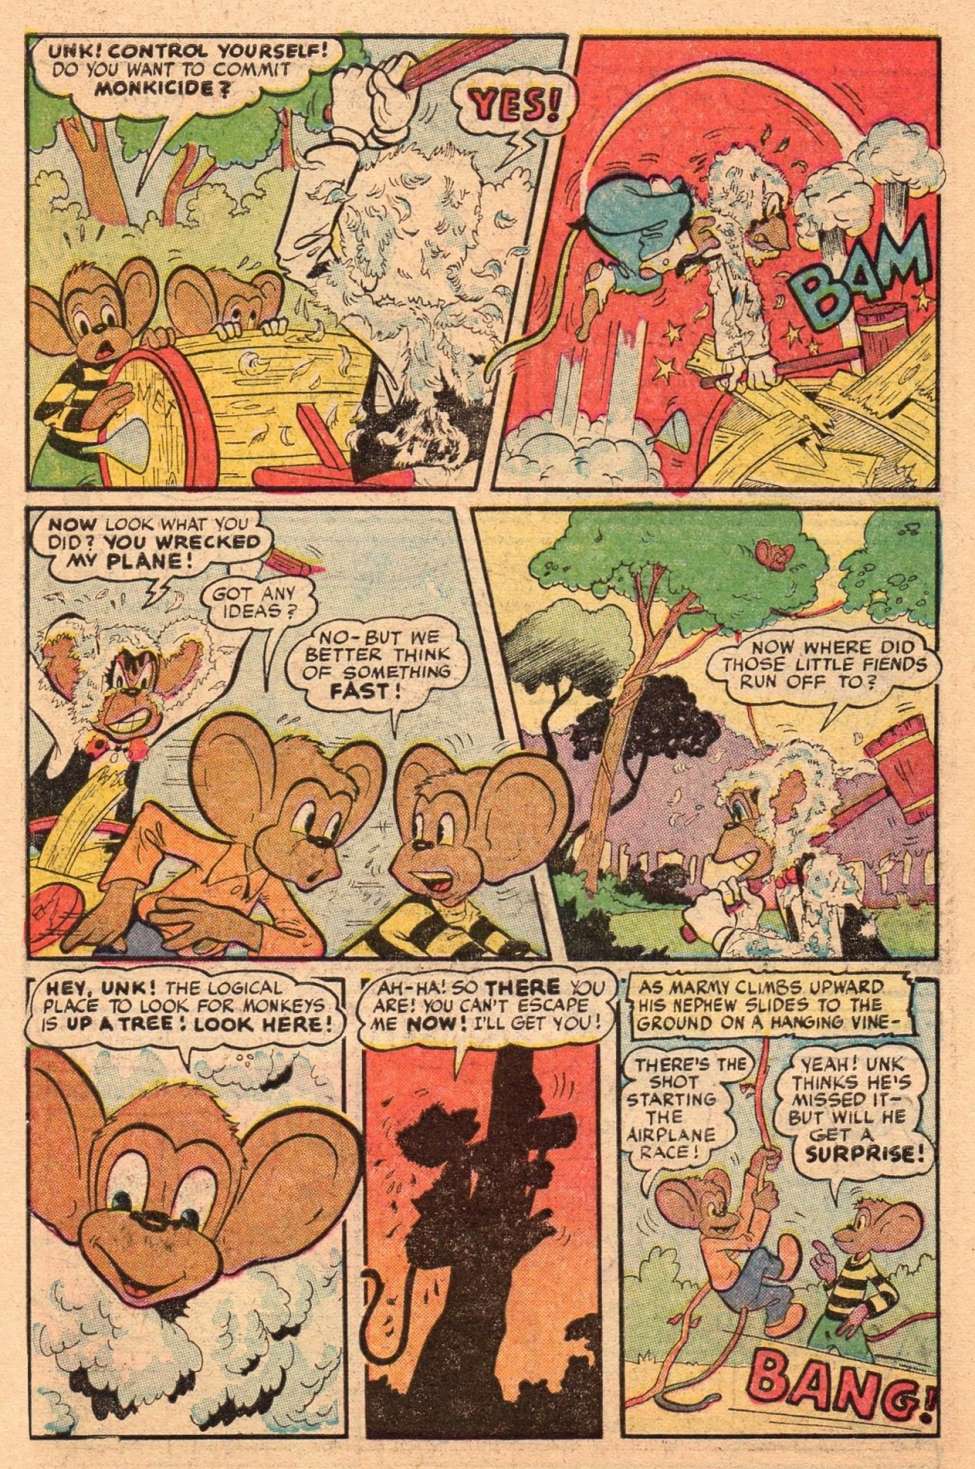 UNK! CONTROL YOURSELF!
DO YOU WANT TO COMMIT
MONKICIDE?
YES!
BAM
NOW LOOK WHAT YOU
DID? YOU WRECKED
MY PLANE!
GOT ANY
IDEAS?
NO-BUT WE
BETTER THINK
OF SOMETHING
FAST!
NOW WHERE DID
THOSE LITTLE FIENDS
RUN OFF TO?
HEY, UNK! THE LOGICAL
PLACE TO LOOK FOR MONKEYS
IS UP A TREE! LOOK HERE!
AH-HA! SO THERE YOU
ARE! YOU CAN'T ESCAPE
ME NOW! I'LL GET YOU!
AS MARMY CLIMBS UPWARD
HIS NEPHEW SLIDES TO THE
GROUND ON A HANGING VINE-
THERE'S THE
SHOT
STARTING
THE
AIRPLANE
RACE!
YEAH! UNK
THINKS HE'S
MISSED IT-
BUT WILL HE
GET A
SURPRISE!
BANG!